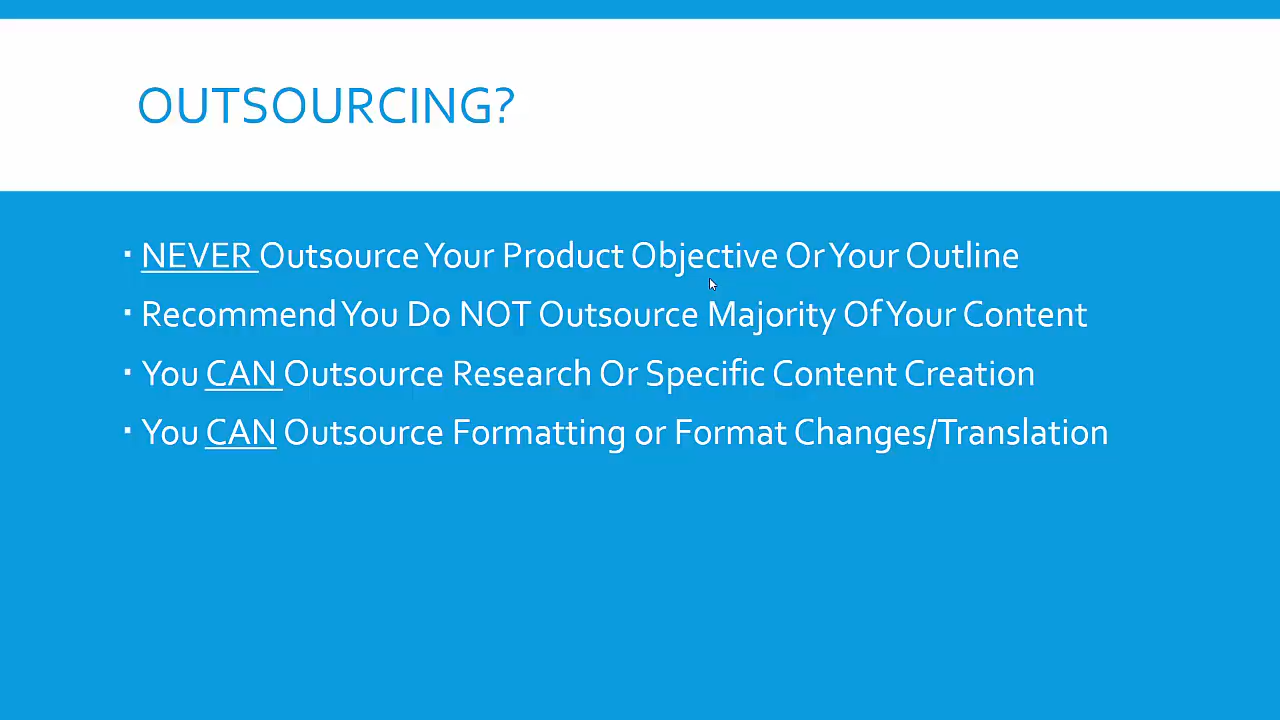 OUTSOURCING?
▪ NEVER Outsource Your Product Objective Or Your Outline
▪ Recommend You Do NOT Outsource Majority Of Your Content
▪ You CAN Outsource Research Or Specific Content Creation
▪ You CAN Outsource Formatting or Format Changes/Translation